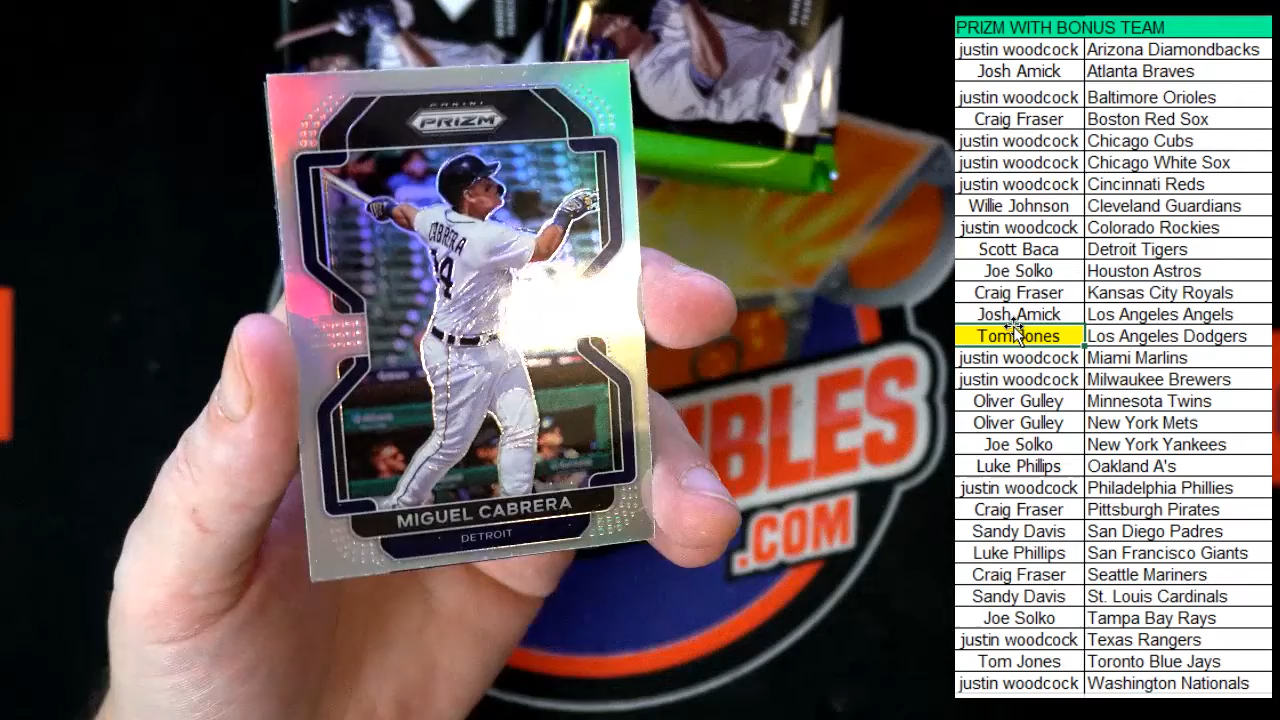 PANINI
PRIZM
CABRERA
24
MIGUEL CABRERA
DETROIT
IBLES
.COM
PRIZM WITH BONUS TEAM
justin woodcock Arizona Diamondbacks
Josh Amick Atlanta Braves
justin woodcock Baltimore Orioles
Craig Fraser Boston Red Sox
justin woodcock Chicago Cubs
justin woodcock Chicago White Sox
justin woodcock Cincinnati Reds
Willie Johnson Cleveland Guardians
justin woodcock Colorado Rockies
Scott Baca Detroit Tigers
Joe Solko Houston Astros
Craig Fraser Kansas City Royals
Josh Amick Los Angeles Angels
Tom Jones Los Angeles Dodgers
justin woodcock Miami Marlins
justin woodcock Milwaukee Brewers
Oliver Gulley Minnesota Twins
Oliver Gulley New York Mets
Joe Solko New York Yankees
Luke Phillips Oakland A's
justin woodcock Philadelphia Phillies
Craig Fraser Pittsburgh Pirates
Sandy Davis San Diego Padres
Luke Phillips San Francisco Giants
Craig Fraser Seattle Mariners
Sandy Davis St. Louis Cardinals
Joe Solko Tampa Bay Rays
justin woodcock Texas Rangers
Tom Jones Toronto Blue Jays
justin woodcock Washington Nationals